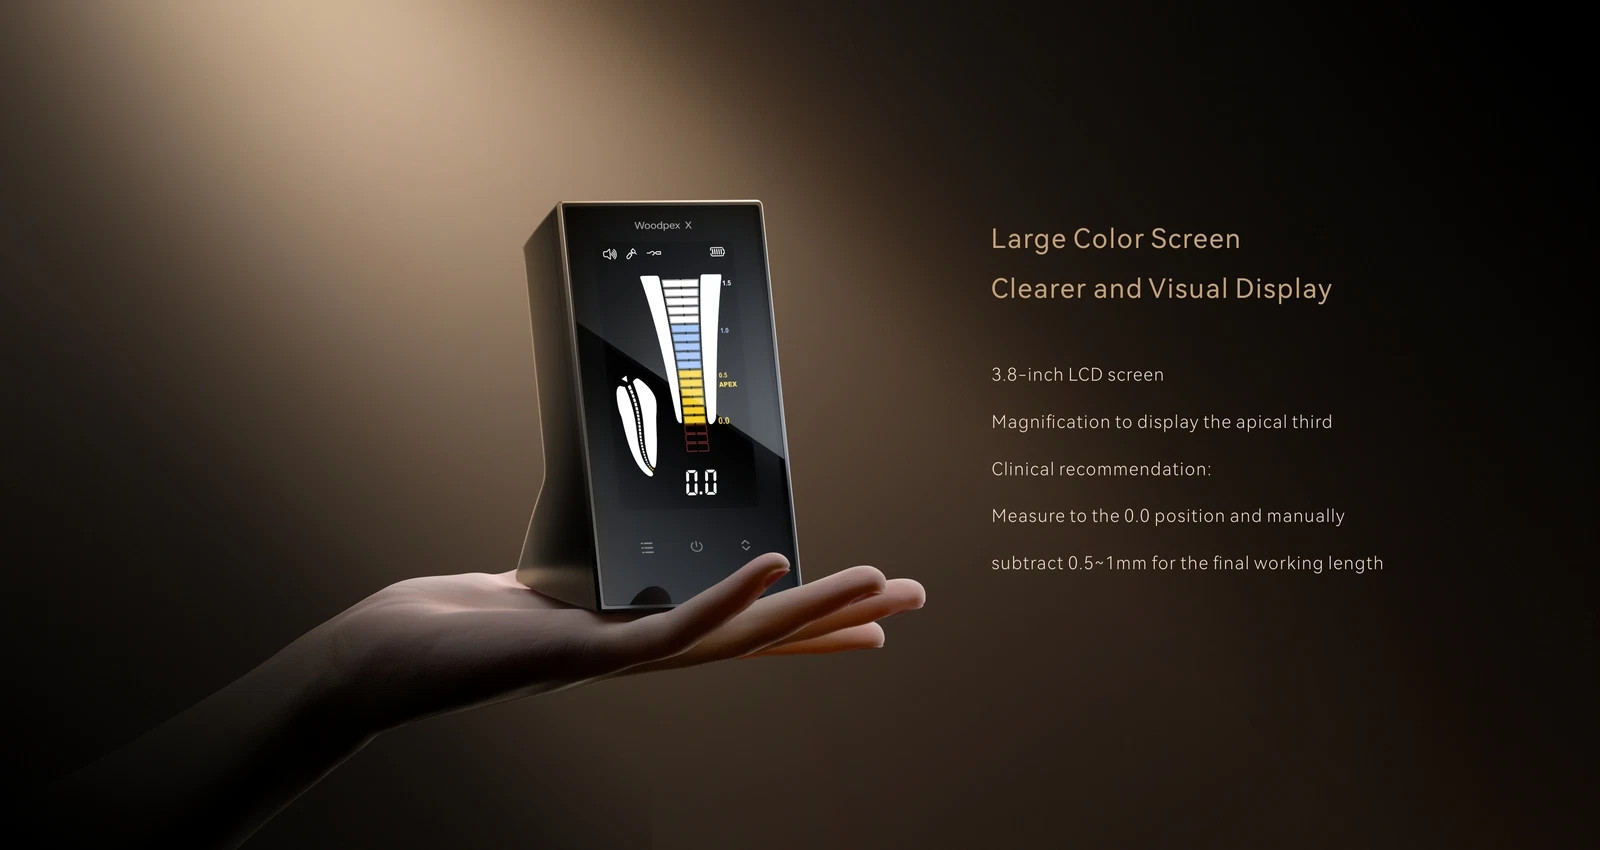 Woodpex X
1.5
1.0
0.5
APEX
0.0
0.0
Large Color Screen
Clearer and Visual Display
3.8-inch LCD screen
Magnification to display the apical third
Clinical recommendation:
Measure to the 0.0 position and manually
subtract 0.5~1mm for the final working length